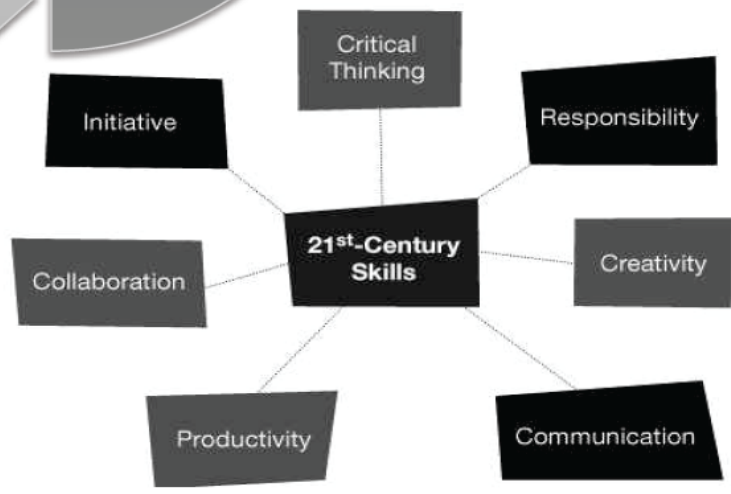 Critical
Thinking
Initiative
Responsibility
21st-Century
Skills
Collaboration
Creativity
Productivity
Communication